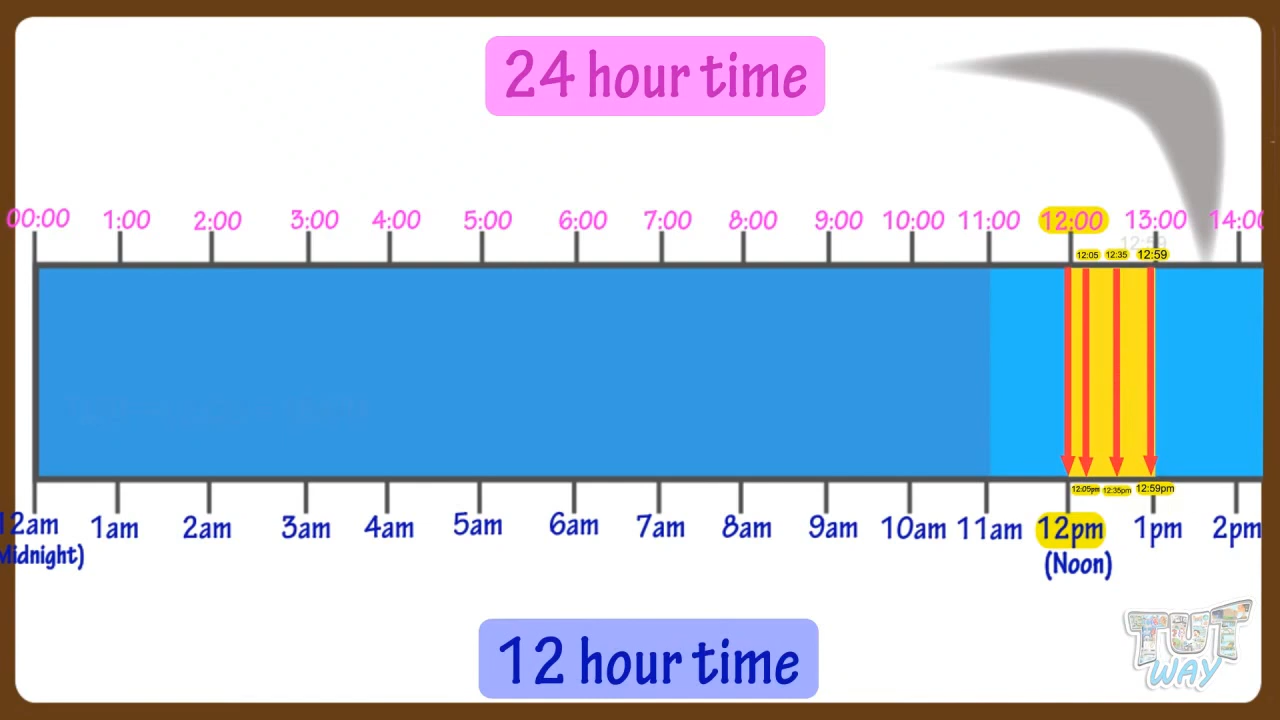 24 hour time
00:00 1:00 2:00 3:00 4:00 5:00 6:00 7:00 8:00 9:00 10:00 11:00 12:00 13:00 14:00
12:59
12:05 12:35 12:59
12:05pm 12:35pm 12:59pm
12am 1am 2am 3am 4am 5am 6am 7am 8am 9am 10am 11am 12pm 1pm 2pm
Midnight) (Noon)
12 hour time
TUT
WAY